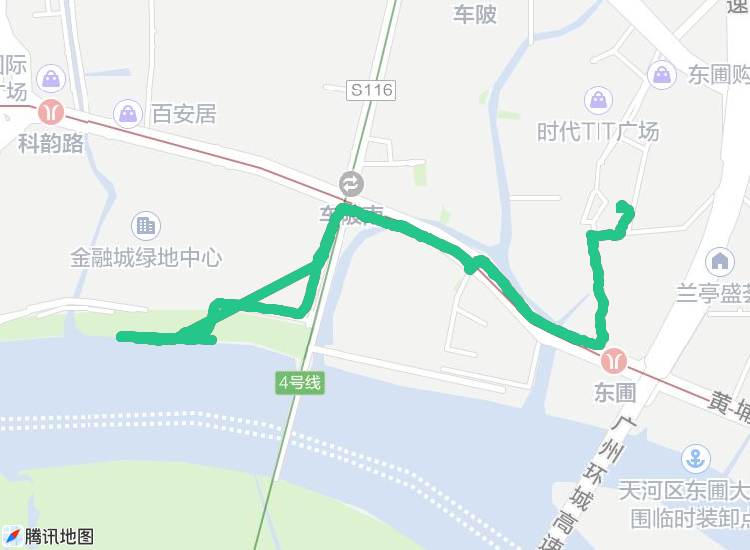 速
车陂
国际
广场
东圃购
S116
百安居
时代TIT广场
科韵路
车陂南
金融城绿地中心
兰亭盛荟
4号线
东圃
黄埔
广州环城高速
天河区东圃大
围临时装卸点
腾讯地图